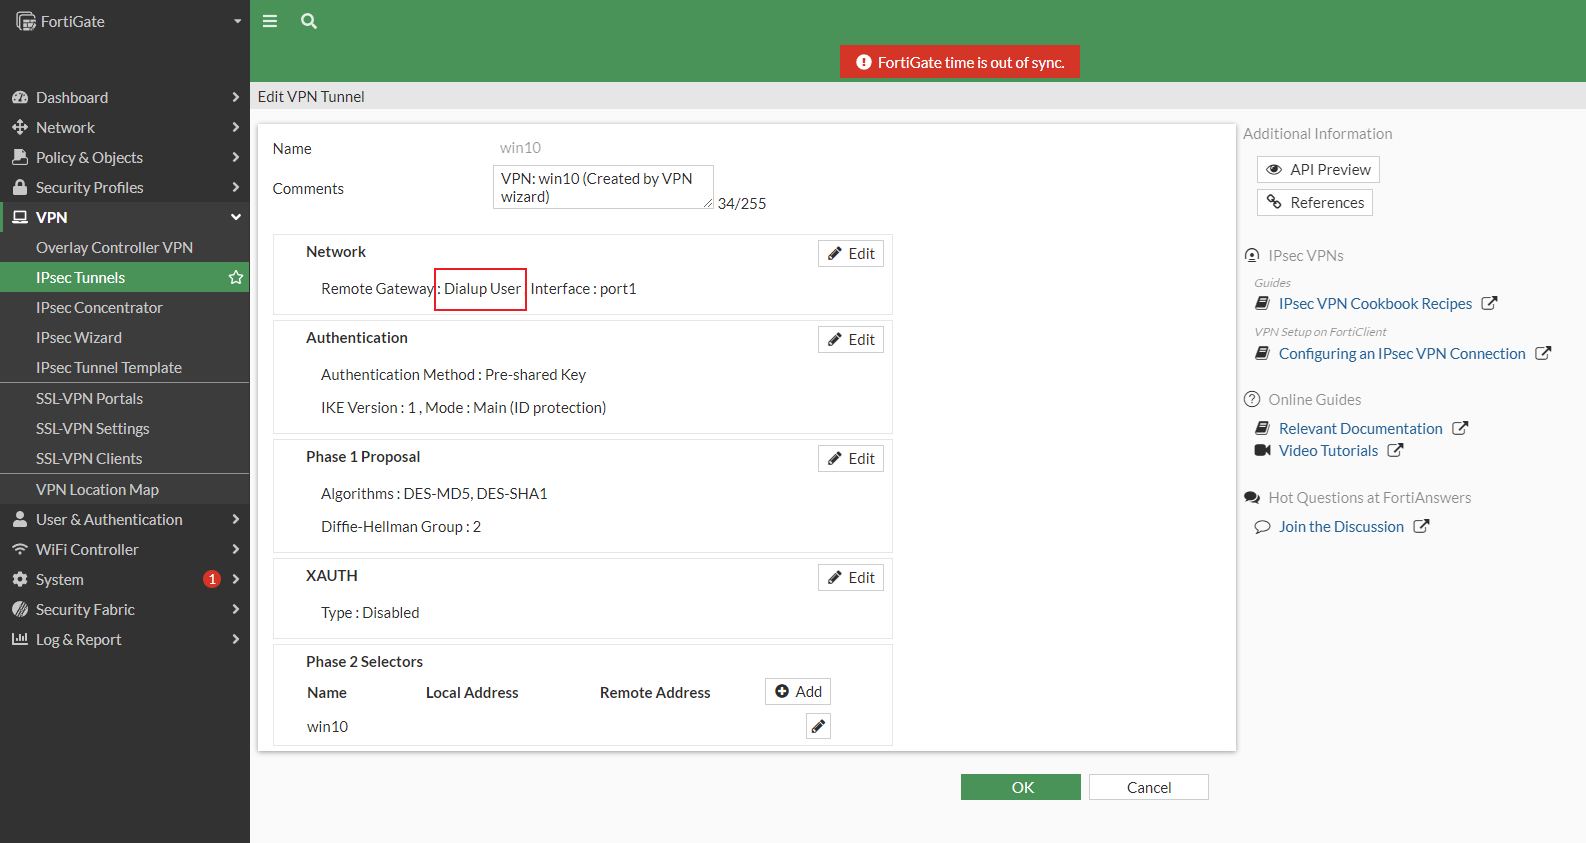 FortiGate
FortiGate time is out of sync.
Dashboard
Network
Policy & Objects
Security Profiles
VPN
Overlay Controller VPN
IPsec Tunnels
IPsec Concentrator
IPsec Wizard
IPsec Tunnel Template
SSL-VPN Portals
SSL-VPN Settings
SSL-VPN Clients
VPN Location Map
User & Authentication
WiFi Controller
System 1
Security Fabric
Log & Report
Edit VPN Tunnel
Name win10
Comments VPN: win10 (Created by VPN
wizard) 34/255
Network Edit
Remote Gateway : Dialup User Interface : port1
Authentication Edit
Authentication Method : Pre-shared Key
IKE Version : 1 , Mode : Main (ID protection)
Phase 1 Proposal Edit
Algorithms : DES-MD5, DES-SHA1
Diffie-Hellman Group : 2
XAUTH Edit
Type : Disabled
Phase 2 Selectors
Name Local Address Remote Address Add
win10
OK Cancel
Additional Information
API Preview
References
IPsec VPNs
Guides
IPsec VPN Cookbook Recipes
VPN Setup on FortiClient
Configuring an IPsec VPN Connection
Online Guides
Relevant Documentation
Video Tutorials
Hot Questions at FortiAnswers
Join the Discussion